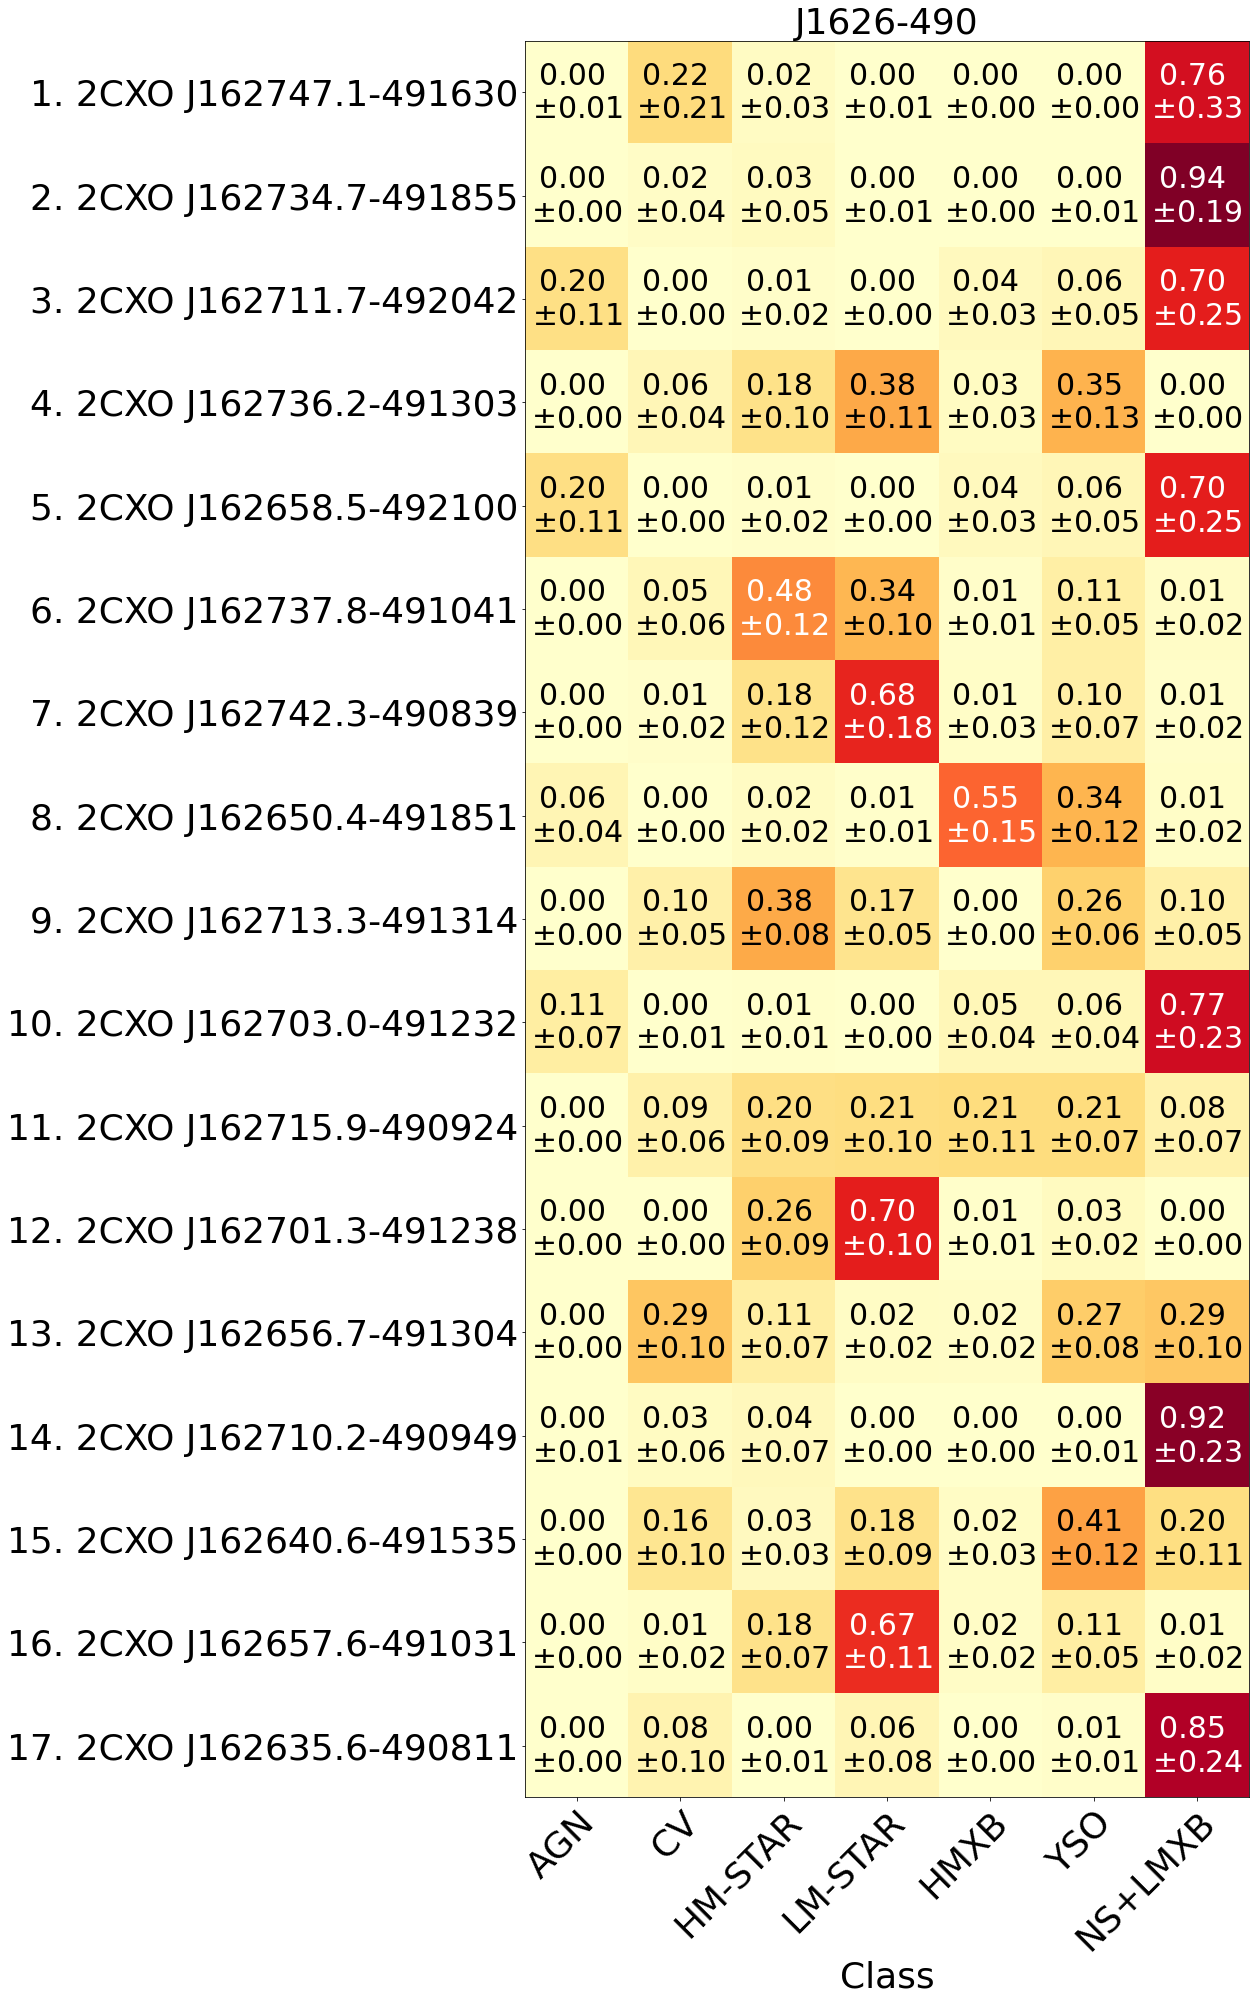 J1626-490
1. 2CXO J162747.1-491630 0.00 0.22 0.02 0.00 0.00 0.00 0.76
±0.01 ±0.21 ±0.03 ±0.01 ±0.00 ±0.00 ±0.33
2. 2CXO J162734.7-491855 0.00 0.02 0.03 0.00 0.00 0.00 0.94
±0.00 ±0.04 ±0.05 ±0.01 ±0.00 ±0.01 ±0.19
3. 2CXO J162711.7-492042 0.20 0.00 0.01 0.00 0.04 0.06 0.70
±0.11 ±0.00 ±0.02 ±0.00 ±0.03 ±0.05 ±0.25
4. 2CXO J162736.2-491303 0.00 0.06 0.18 0.38 0.03 0.35 0.00
±0.00 ±0.04 ±0.10 ±0.11 ±0.03 ±0.13 ±0.00
5. 2CXO J162658.5-492100 0.20 0.00 0.01 0.00 0.04 0.06 0.70
±0.11 ±0.00 ±0.02 ±0.00 ±0.03 ±0.05 ±0.25
6. 2CXO J162737.8-491041 0.00 0.05 0.48 0.34 0.01 0.11 0.01
±0.00 ±0.06 ±0.12 ±0.10 ±0.01 ±0.05 ±0.02
7. 2CXO J162742.3-490839 0.00 0.01 0.18 0.68 0.01 0.10 0.01
±0.00 ±0.02 ±0.12 ±0.18 ±0.03 ±0.07 ±0.02
8. 2CXO J162650.4-491851 0.06 0.00 0.02 0.01 0.55 0.34 0.01
±0.04 ±0.00 ±0.02 ±0.01 ±0.15 ±0.12 ±0.02
9. 2CXO J162713.3-491314 0.00 0.10 0.38 0.17 0.00 0.26 0.10
±0.00 ±0.05 ±0.08 ±0.05 ±0.00 ±0.06 ±0.05
10. 2CXO J162703.0-491232 0.11 0.00 0.01 0.00 0.05 0.06 0.77
±0.07 ±0.01 ±0.01 ±0.00 ±0.04 ±0.04 ±0.23
11. 2CXO J162715.9-490924 0.00 0.09 0.20 0.21 0.21 0.21 0.08
±0.00 ±0.06 ±0.09 ±0.10 ±0.11 ±0.07 ±0.07
12. 2CXO J162701.3-491238 0.00 0.00 0.26 0.70 0.01 0.03 0.00
±0.00 ±0.00 ±0.09 ±0.10 ±0.01 ±0.02 ±0.00
13. 2CXO J162656.7-491304 0.00 0.29 0.11 0.02 0.02 0.27 0.29
±0.00 ±0.10 ±0.07 ±0.02 ±0.02 ±0.08 ±0.10
14. 2CXO J162710.2-490949 0.00 0.03 0.04 0.00 0.00 0.00 0.92
±0.01 ±0.06 ±0.07 ±0.00 ±0.00 ±0.01 ±0.23
15. 2CXO J162640.6-491535 0.00 0.16 0.03 0.18 0.02 0.41 0.20
±0.00 ±0.10 ±0.03 ±0.09 ±0.03 ±0.12 ±0.11
16. 2CXO J162657.6-491031 0.00 0.01 0.18 0.67 0.02 0.11 0.01
±0.00 ±0.02 ±0.07 ±0.11 ±0.02 ±0.05 ±0.02
17. 2CXO J162635.6-490811 0.00 0.08 0.00 0.06 0.00 0.01 0.85
±0.00 ±0.10 ±0.01 ±0.08 ±0.00 ±0.01 ±0.24
AGN CV HM-STAR LM-STAR HMXB YSO NS+LMXB
Class